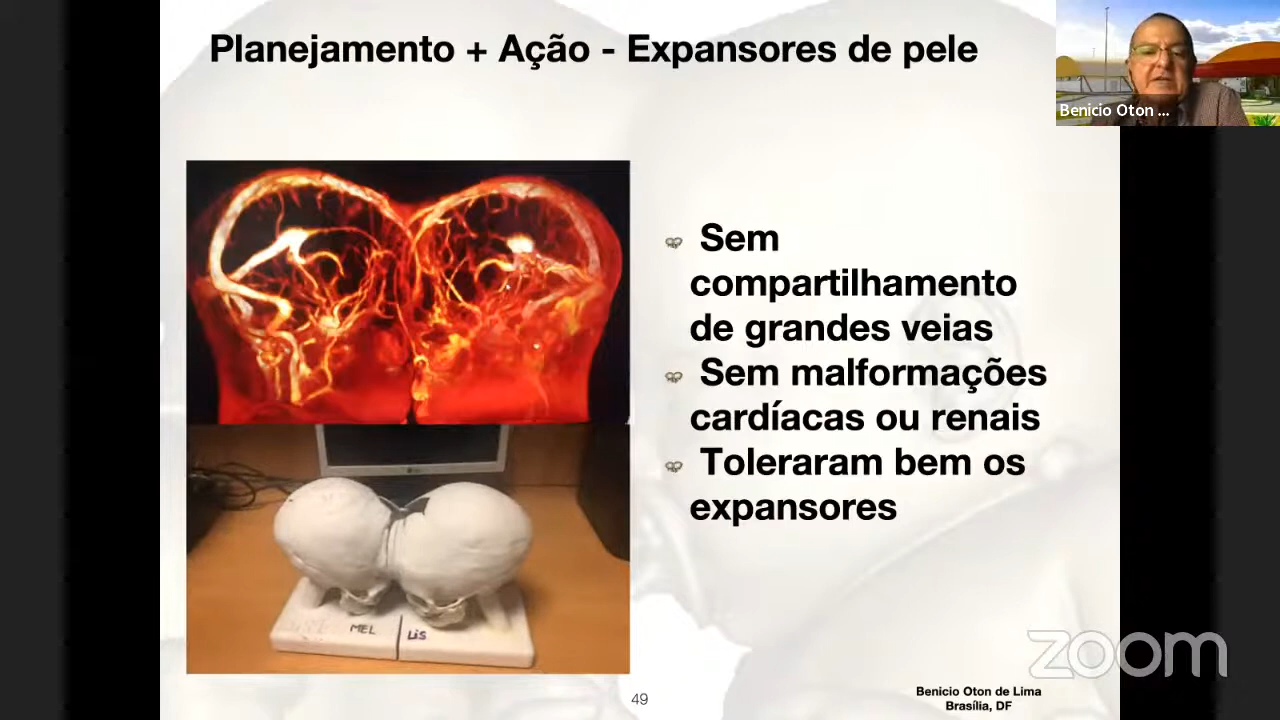 Planejamento + Ação - Expansores de pele
Benicio Oton ...
Sem
compartilhamento
de grandes veias
Sem malformações
cardíacas ou renais
Toleraram bem os
expansores
LG
MEL
LiS
zoom
49
Benicio Oton de Lima
Brasília, DF